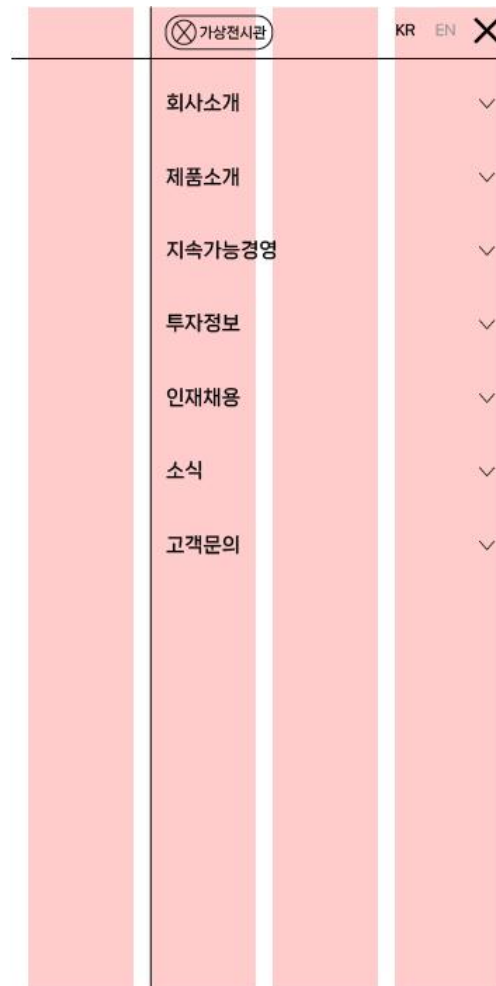 가상전시관 KR EN
회사소개
제품소개
지속가능경영
투자정보
인재채용
소식
고객문의